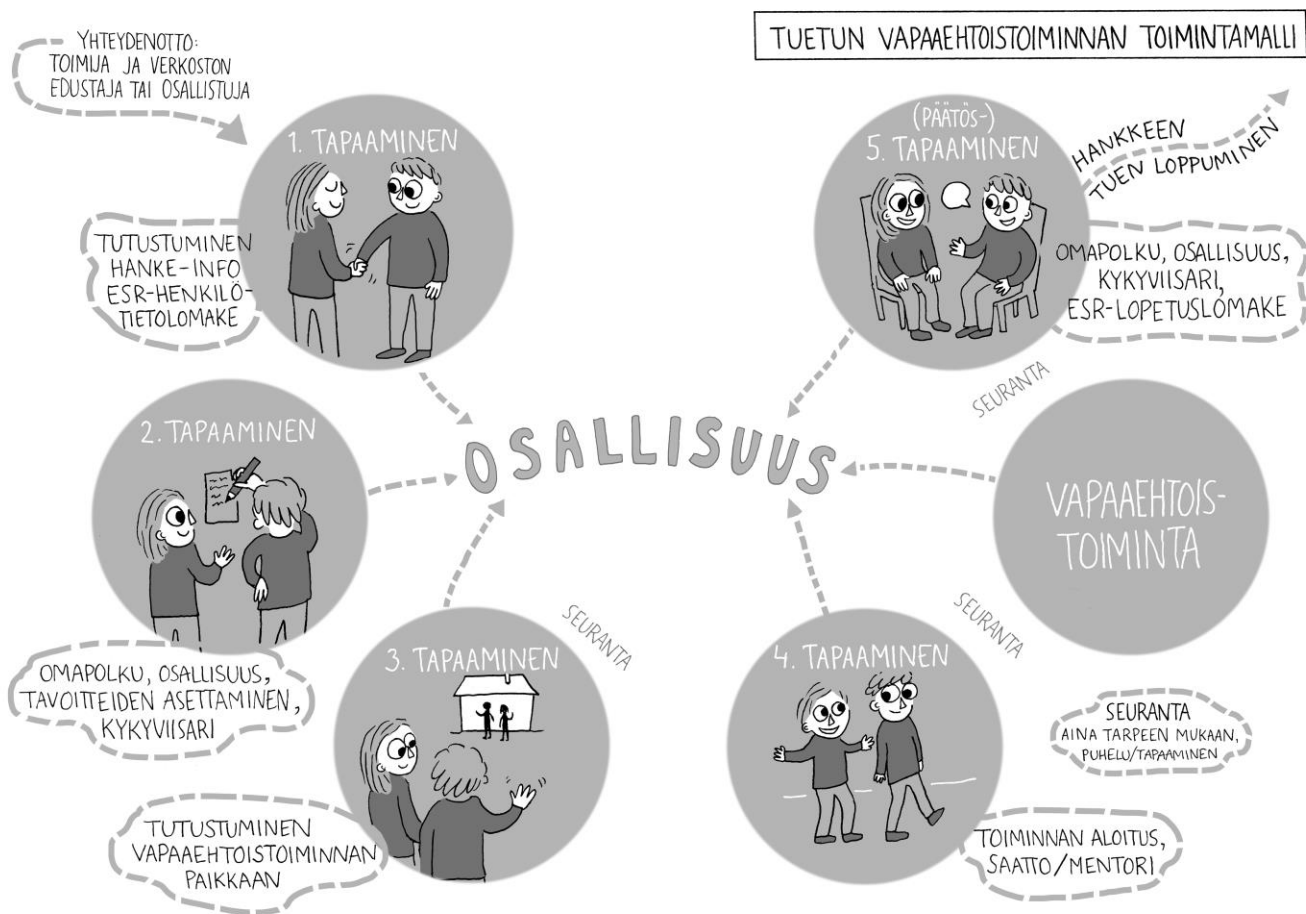 TUETUN VAPAAEHTOISTOIMINNAN TOIMINTAMALLI
YHTEYDENOTTO:
TOIMIJA JA VERKOSTON
EDUSTAJA TAI OSALLISTUJA
1. TAPAAMINEN
TUTUSTUMINEN
HANKE-INFO
ESR-HENKILÖ-
TIETOLOMAKE
2. TAPAAMINEN
OMAPOLKU, OSALLISUUS,
TAVOITTEIDEN ASETTAMINEN,
KYKYVIISARI
3. TAPAAMINEN
TUTUSTUMINEN
VAPAAEHTOISTOIMINNAN
PAIKKAAN
SEURANTA
OSALLISUUS
4. TAPAAMINEN
TOIMINNAN ALOITUS,
SAATTO/MENTORI
SEURANTA
SEURANTA
AINA TARPEEN MUKAAN,
PUHELU/TAPAAMINEN
VAPAAEHTOIS-
TOIMINTA
SEURANTA
(PÄÄTÖS-)
5. TAPAAMINEN
OMAPOLKU, OSALLISUUS,
KYKYVIISARI,
ESR-LOPETUSLOMAKE
HANKKEEN
TUEN LOPPUMINEN